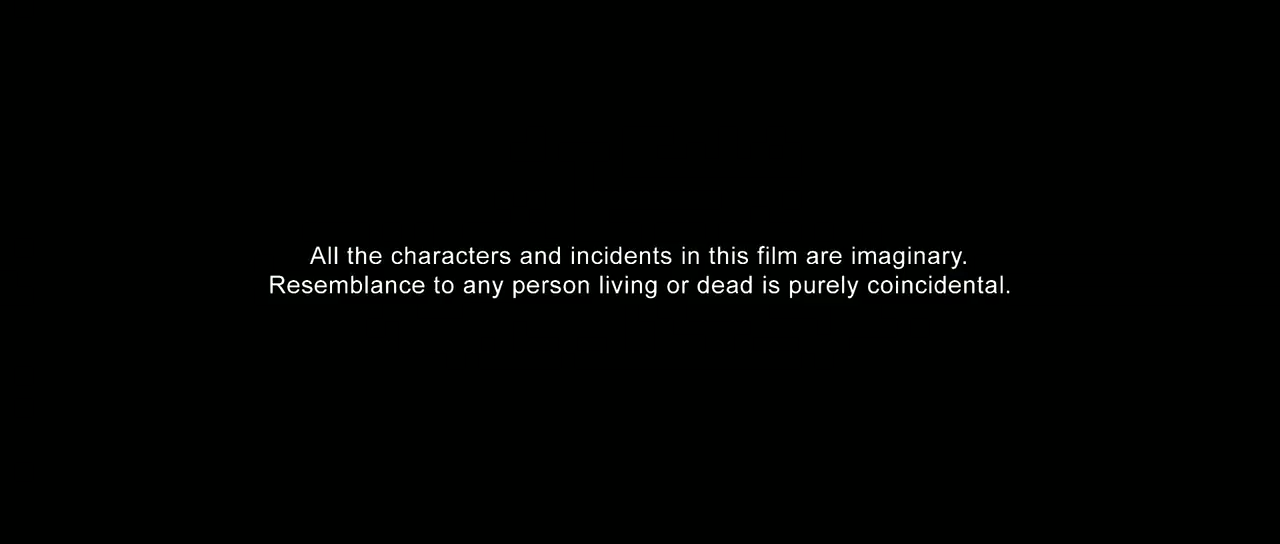 All the characters and incidents in this film are imaginary.
Resemblance to any person living or dead is purely coincidental.